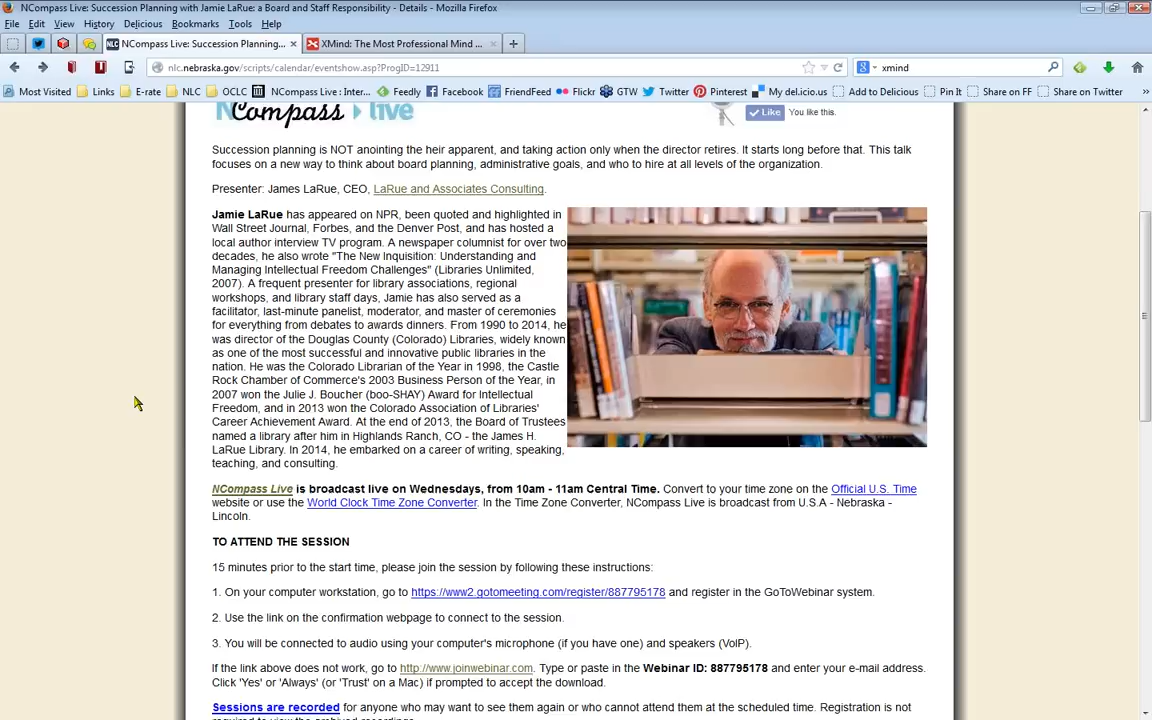 NCompass Live: Succession Planning with Jamie LaRue: a Board and Staff Responsibility - Details - Mozilla Firefox
File Edit View History Delicious Bookmarks Tools Help
NLC NCompass Live: Succession Planning... × XMind: The Most Professional Mind ... × +
nlc.nebraska.gov/scripts/calendar/eventshow.asp?ProgID=12911 xmind
Most Visited Links E-rate NLC OCLC NCompass Live : Inter... Feedly Facebook FriendFeed Flickr GTW Twitter Pinterest My del.icio.us Add to Delicious Pin It Share on FF Share on Twitter »
NCompass live Like You like this.
Succession planning is NOT anointing the heir apparent, and taking action only when the director retires. It starts long before that. This talk
focuses on a new way to think about board planning, administrative goals, and who to hire at all levels of the organization.
Presenter: James LaRue, CEO, LaRue and Associates Consulting.
Jamie LaRue has appeared on NPR, been quoted and highlighted in
Wall Street Journal, Forbes, and the Denver Post, and has hosted a
local author interview TV program. A newspaper columnist for over two
decades, he also wrote "The New Inquisition: Understanding and
Managing Intellectual Freedom Challenges" (Libraries Unlimited,
2007). A frequent presenter for library associations, regional
workshops, and library staff days, Jamie has also served as a
facilitator, last-minute panelist, moderator, and master of ceremonies
for everything from debates to awards dinners. From 1990 to 2014, he
was director of the Douglas County (Colorado) Libraries, widely known
as one of the most successful and innovative public libraries in the
nation. He was the Colorado Librarian of the Year in 1998, the Castle
Rock Chamber of Commerce's 2003 Business Person of the Year, in
2007 won the Julie J. Boucher (boo-SHAY) Award for Intellectual
Freedom, and in 2013 won the Colorado Association of Libraries'
Career Achievement Award. At the end of 2013, the Board of Trustees
named a library after him in Highlands Ranch, CO - the James H.
LaRue Library. In 2014, he embarked on a career of writing, speaking,
teaching, and consulting.
NCompass Live is broadcast live on Wednesdays, from 10am - 11am Central Time. Convert to your time zone on the Official U.S. Time
website or use the World Clock Time Zone Converter. In the Time Zone Converter, NCompass Live is broadcast from U.S.A - Nebraska -
Lincoln.
TO ATTEND THE SESSION
15 minutes prior to the start time, please join the session by following these instructions:
1. On your computer workstation, go to https://www2.gotomeeting.com/register/887795178 and register in the GoToWebinar system.
2. Use the link on the confirmation webpage to connect to the session.
3. You will be connected to audio using your computer's microphone (if you have one) and speakers (VoIP).
If the link above does not work, go to http://www.joinwebinar.com. Type or paste in the Webinar ID: 887795178 and enter your e-mail address.
Click 'Yes' or 'Always' (or 'Trust' on a Mac) if prompted to accept the download.
Sessions are recorded for anyone who may want to see them again or who cannot attend them at the scheduled time. Registration is not
required to view the archived recordings.